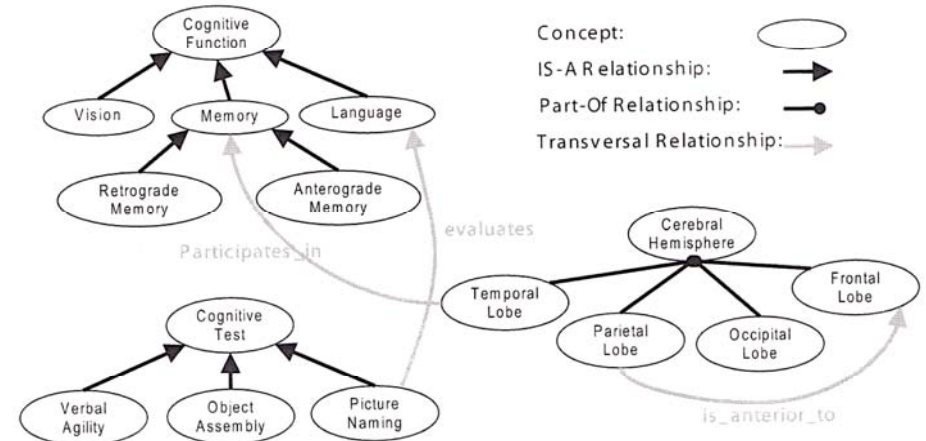 Cognitive
Function
Vision
Memory
Language
Retrograde
Memory
Anterograde
Memory
Concept:
IS-A Relationship:
Part-Of Relationship:
Transversal Relationship:
Participates_in
evaluates
Cerebral
Hemisphere
Temporal
Lobe
Parietal
Lobe
Occipital
Lobe
Frontal
Lobe
is_anterior_to
Cognitive
Test
Verbal
Agility
Object
Assembly
Picture
Naming